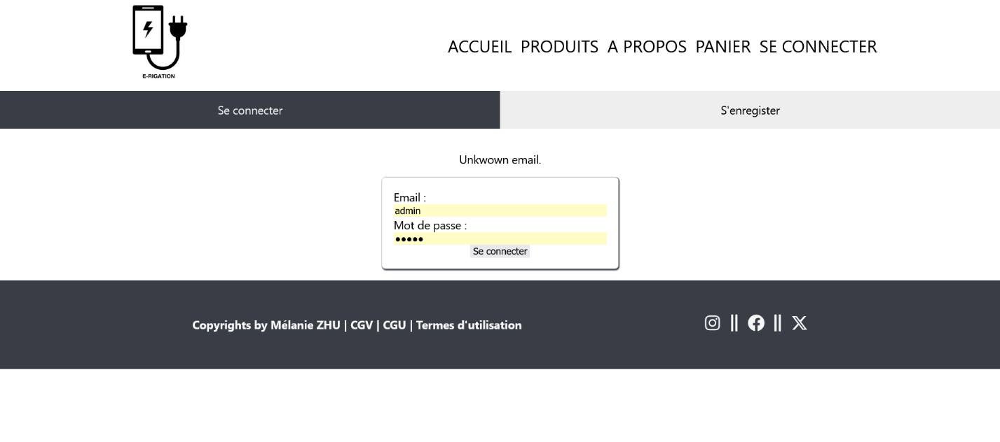 E-RIGATION
ACCUEIL PRODUITS A PROPOS PANIER SE CONNECTER
Se connecter
S'enregister
Unkwown email.
Email :
admin
Mot de passe :
•••••
Se connecter
Copyrights by Mélanie ZHU | CGV | CGU | Termes d'utilisation